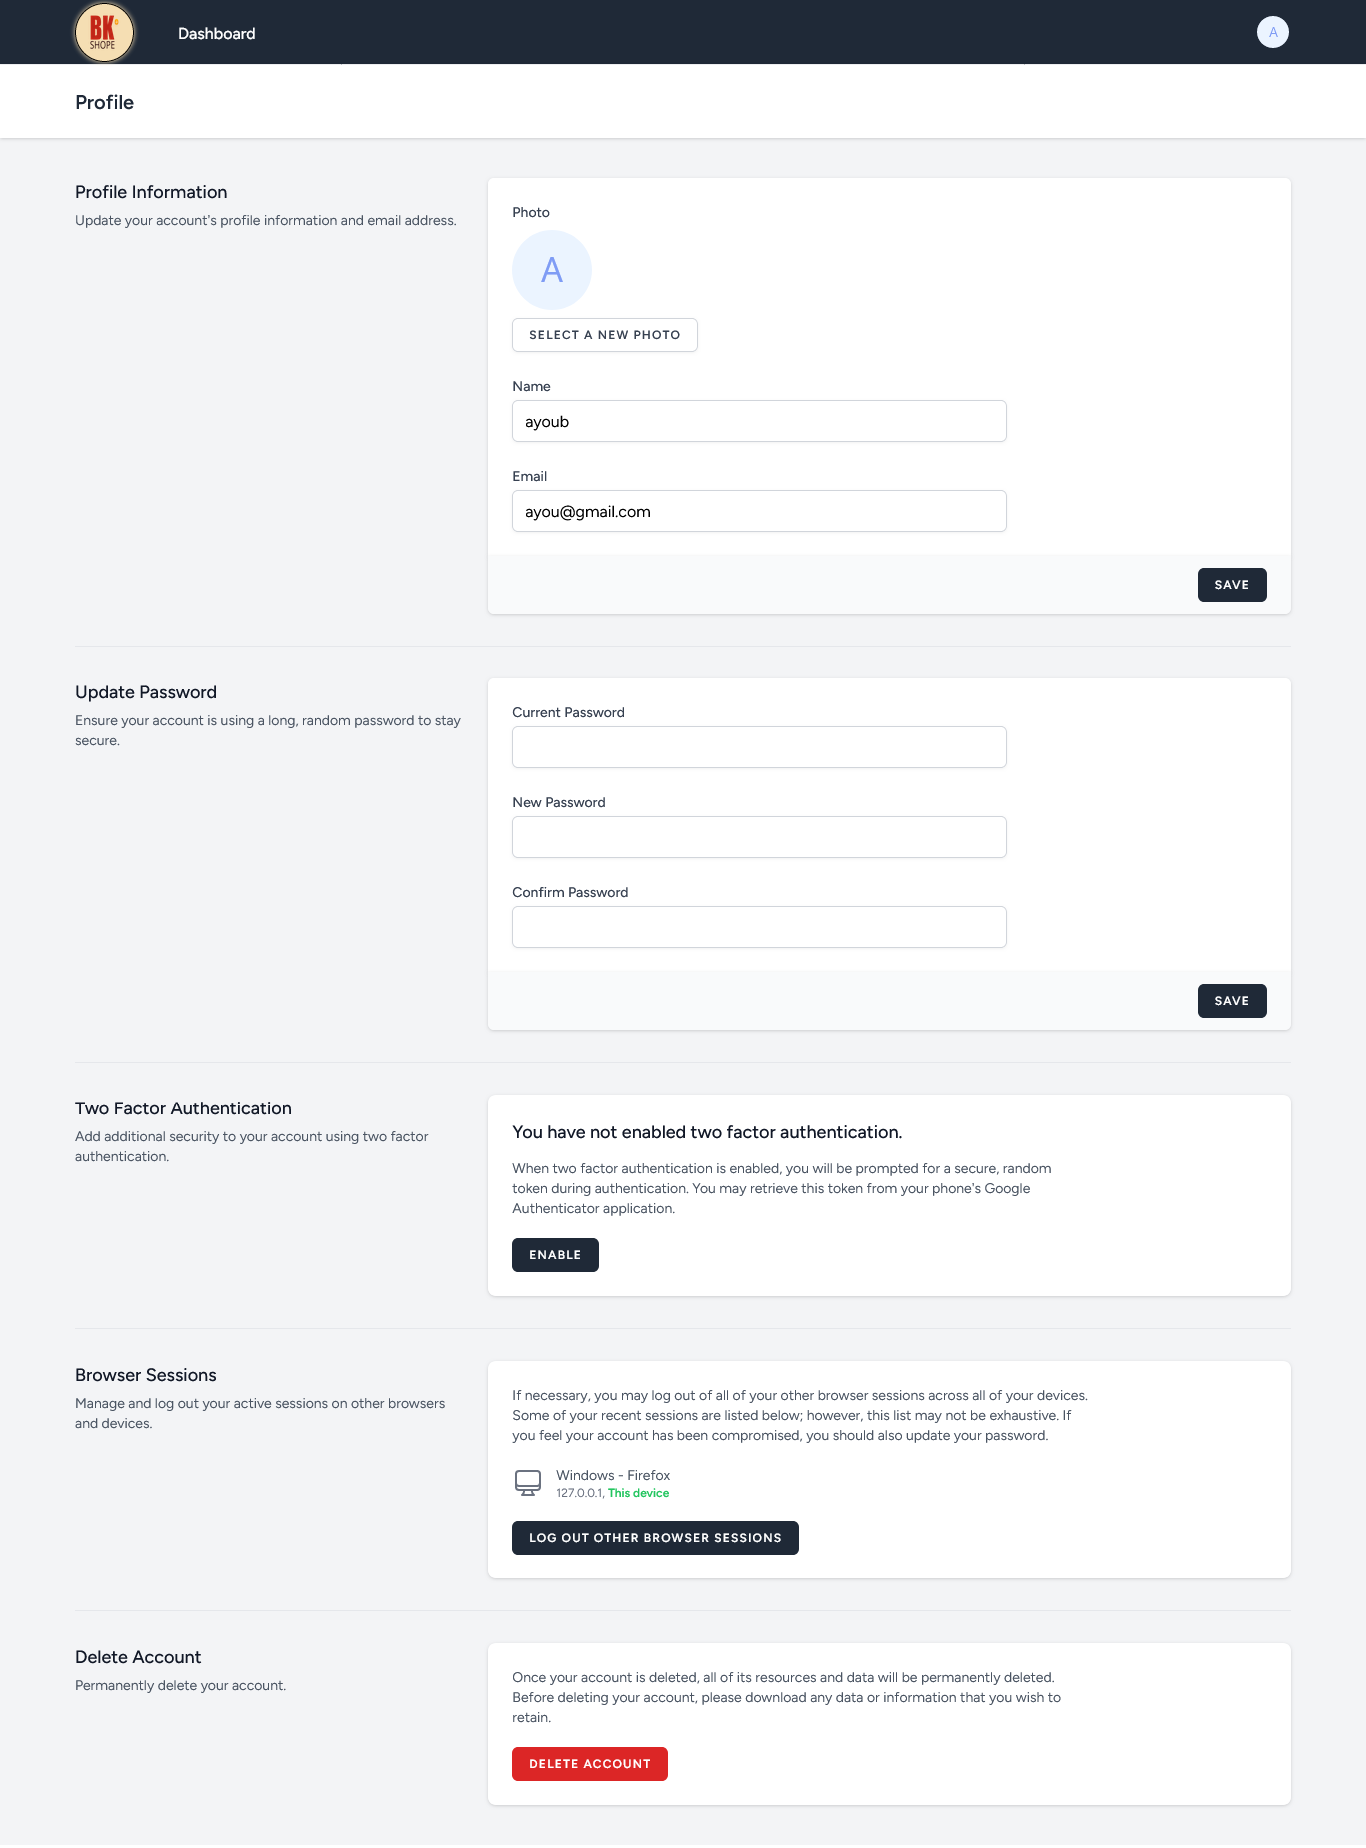 BK
SHOPE
Dashboard
A
Profile
Profile Information
Update your account's profile information and email address.
Photo
A
SELECT A NEW PHOTO
Name
ayoub
Email
ayou@gmail.com
SAVE
Update Password
Ensure your account is using a long, random password to stay
secure.
Current Password
New Password
Confirm Password
SAVE
Two Factor Authentication
Add additional security to your account using two factor
authentication.
You have not enabled two factor authentication.
When two factor authentication is enabled, you will be prompted for a secure, random
token during authentication. You may retrieve this token from your phone's Google
Authenticator application.
ENABLE
Browser Sessions
Manage and log out your active sessions on other browsers
and devices.
If necessary, you may log out of all of your other browser sessions across all of your devices.
Some of your recent sessions are listed below; however, this list may not be exhaustive. If
you feel your account has been compromised, you should also update your password.
Windows - Firefox
127.0.0.1, This device
LOG OUT OTHER BROWSER SESSIONS
Delete Account
Permanently delete your account.
Once your account is deleted, all of its resources and data will be permanently deleted.
Before deleting your account, please download any data or information that you wish to
retain.
DELETE ACCOUNT